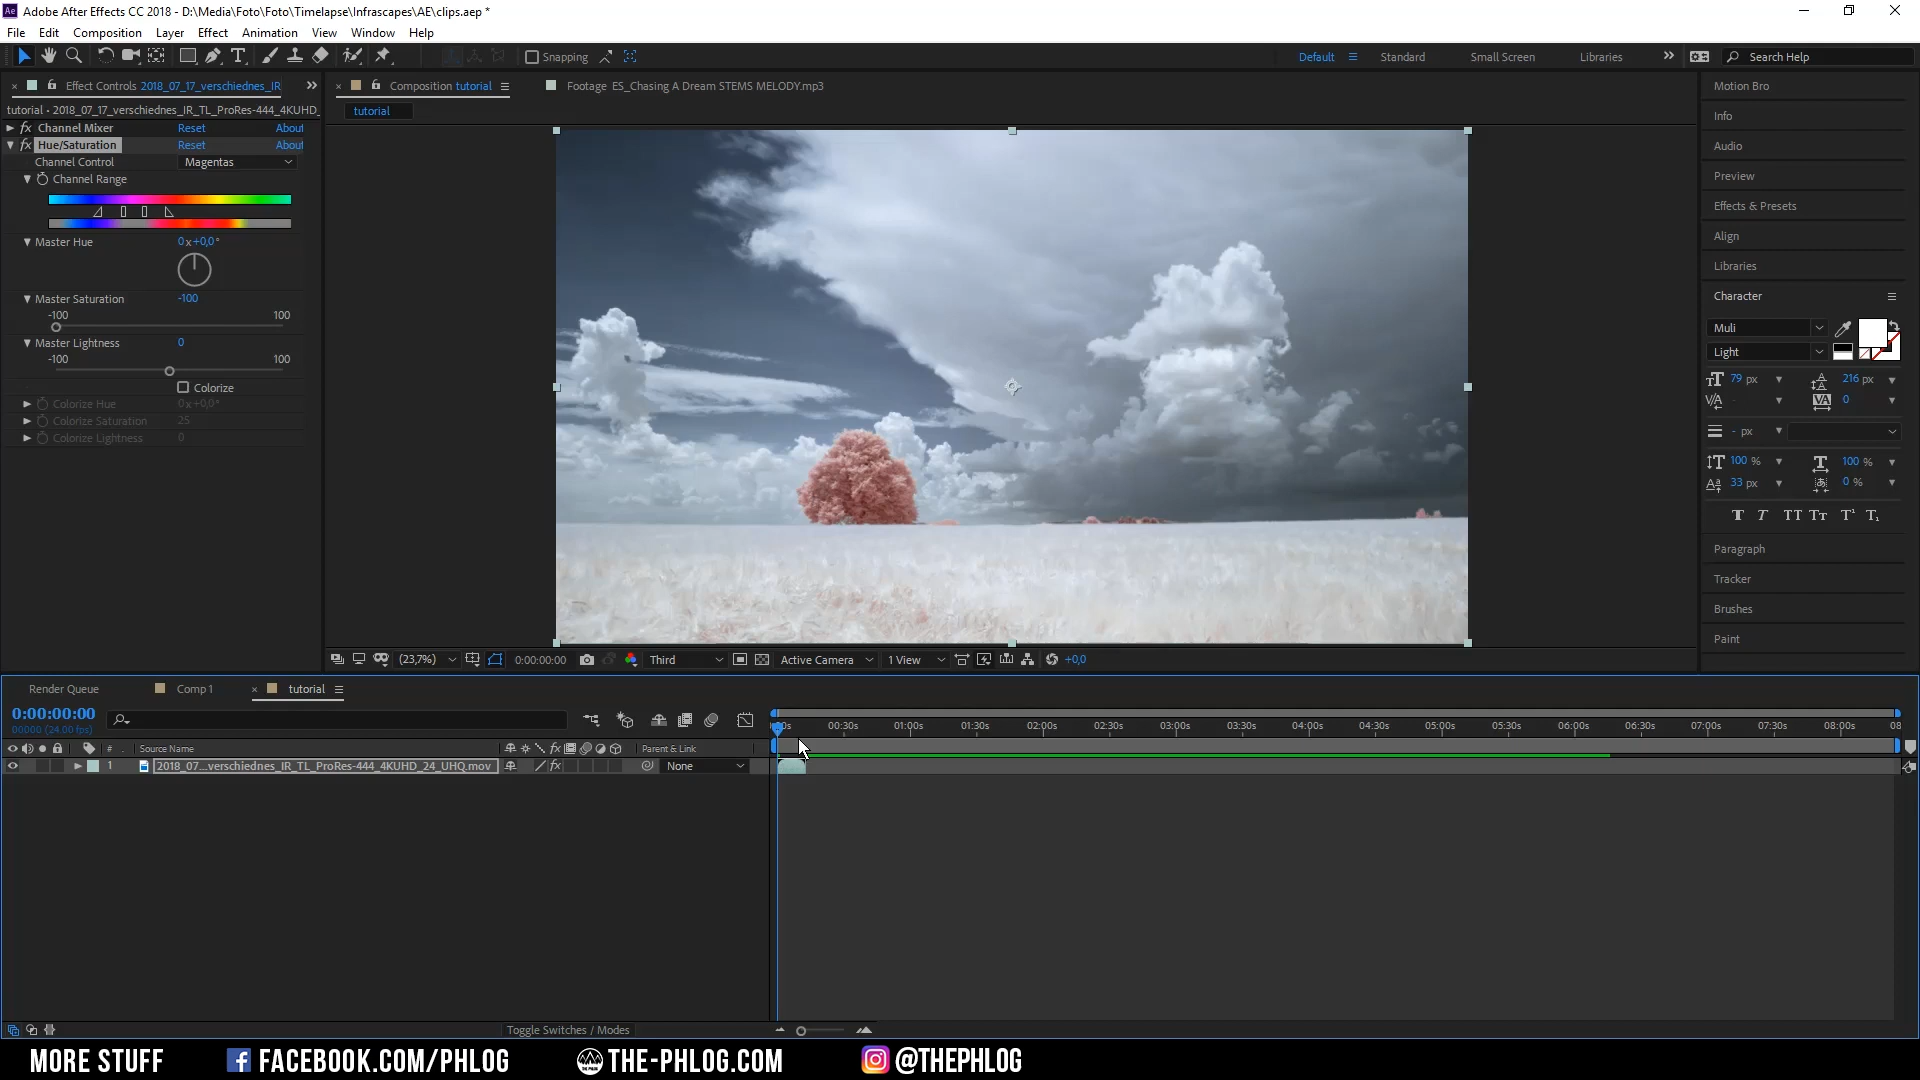 Adobe After Effects CC 2018 - D:\Media\Foto\Foto\Timelapse\Infrascapes\AE\clips.aep *
File Edit Composition Layer Effect Animation View Window Help
Snapping Default Standard Small Screen Libraries Search Help
Effect Controls 2018_07_17_verschiednes_IR
Composition tutorial
Footage ES_Chasing A Dream STEMS MELODY.mp3
tutorial • 2018_07_17_verschiednes_IR_TL_ProRes-444_4KUHD_
tutorial
Channel Mixer Reset About
Hue/Saturation Reset About
Channel Control Magentas
Channel Range
Master Hue 0x+0,0°
Master Saturation -100
-100 100
Master Lightness 0
-100 100
Colorize
Colorize Hue 0x+0,0°
Colorize Saturation 25
Colorize Lightness 0
Motion Bro
Info
Audio
Preview
Effects & Presets
Align
Libraries
Character
Muli
Light
79 px 216 px
0
- px
100 % 100 %
33 px 0 %
Paragraph
Tracker
Brushes
Paint
(23,7%) 0:00:00:00 Third Active Camera 1 View +0,0
Render Queue Comp 1 tutorial
0:00:00:00
00000 (24.00 fps)
00:30s 01:00s 01:30s 02:00s 02:30s 03:00s 03:30s 04:00s 04:30s 05:00s 05:30s 06:00s 06:30s 07:00s 07:30s 08:00s 08
# Source Name Parent & Link
1 2018_07...verschiednes_IR_TL_ProRes-444_4KUHD_24_UHQ.mov None
Toggle Switches / Modes
MORE STUFF FACEBOOK.COM/PHLOG THE-PHLOG.COM @THEPHLOG